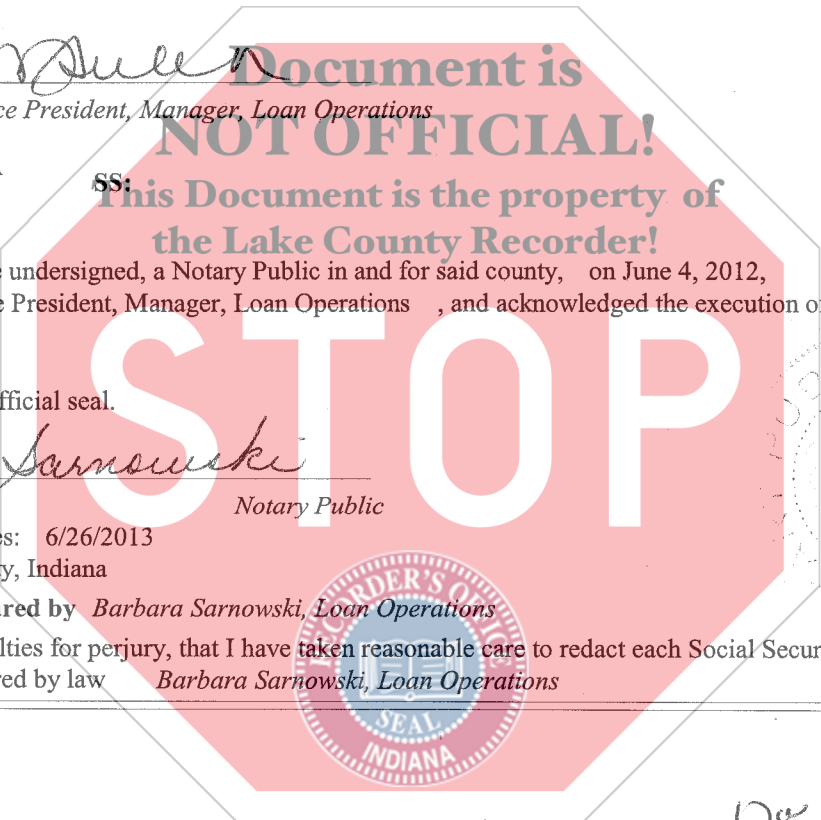 Document is
ce President, Manager, Loan Operations
NOT OFFICIAL!
SS:
This Document is the property of
the Lake County Recorder!
e undersigned, a Notary Public in and for said county, on June 4, 2012,
e President, Manager, Loan Operations , and acknowledged the execution o
STOP
fficial seal.
Sarnowski
Notary Public
es: 6/26/2013
y, Indiana
ared by Barbara Sarnowski, Loan Operations
lties for perjury, that I have taken reasonable care to redact each Social Secur
red by law Barbara Sarnowski, Loan Operations
RECORDER'S OFFICE
SEAL
INDIANA